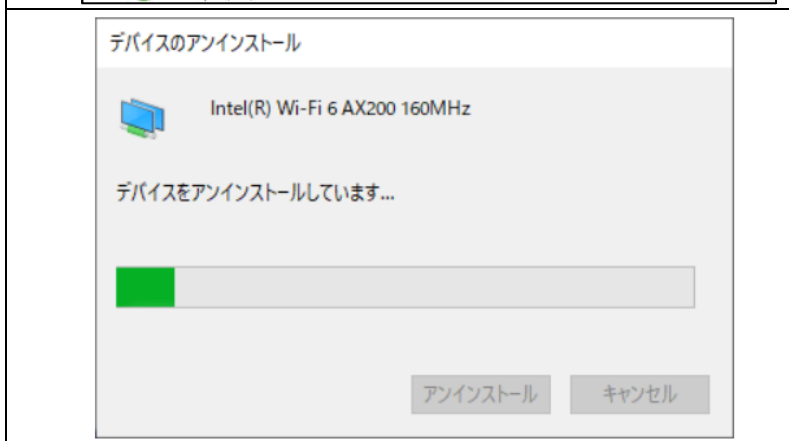 デバイスのアンインストール
Intel(R) Wi-Fi 6 AX200 160MHz
デバイスをアンインストールしています...
アンインストール
キャンセル